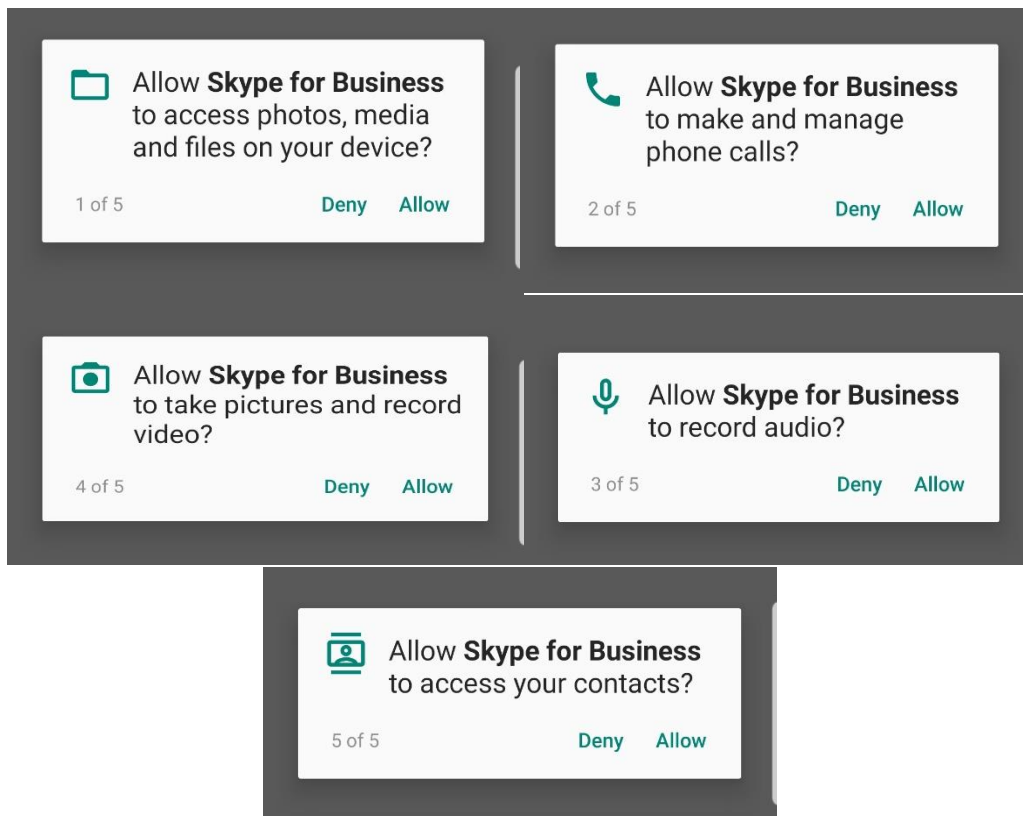 Allow Skype for Business
to access photos, media
and files on your device?
1 of 5 Deny Allow
Allow Skype for Business
to make and manage
phone calls?
2 of 5 Deny Allow
Allow Skype for Business
to take pictures and record
video?
4 of 5 Deny Allow
Allow Skype for Business
to record audio?
3 of 5 Deny Allow
Allow Skype for Business
to access your contacts?
5 of 5 Deny Allow